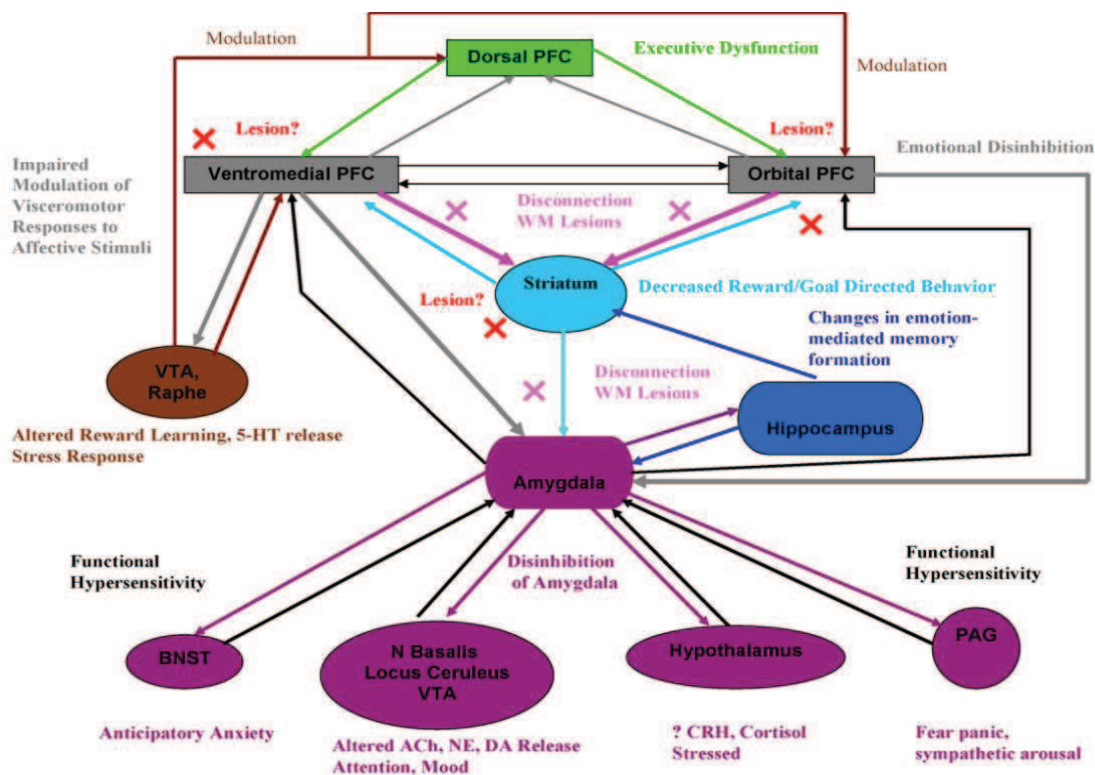 Modulation
Dorsal PFC
Executive Dysfunction
Modulation
Lesion?
Lesion?
Ventromedial PFC
Orbital PFC
Emotional Disinhibition
Impaired
Modulation of
Visceromotor
Responses to
Affective Stimuli
Disconnection
WM Lesions
Striatum
Lesion?
Decreased Reward/Goal Directed Behavior
Changes in emotion-
mediated memory
formation
VTA,
Raphe
Disconnection
WM Lesions
Hippocampus
Altered Reward Learning, 5-HT release
Stress Response
Amygdala
Functional
Hypersensitivity
Disinhibition
of Amygdala
Functional
Hypersensitivity
BNST
N Basalis
Locus Ceruleus
VTA
Hypothalamus
PAG
Anticipatory Anxiety
Altered ACh, NE, DA Release
Attention, Mood
? CRH, Cortisol
Stressed
Fear panic,
sympathetic arousal